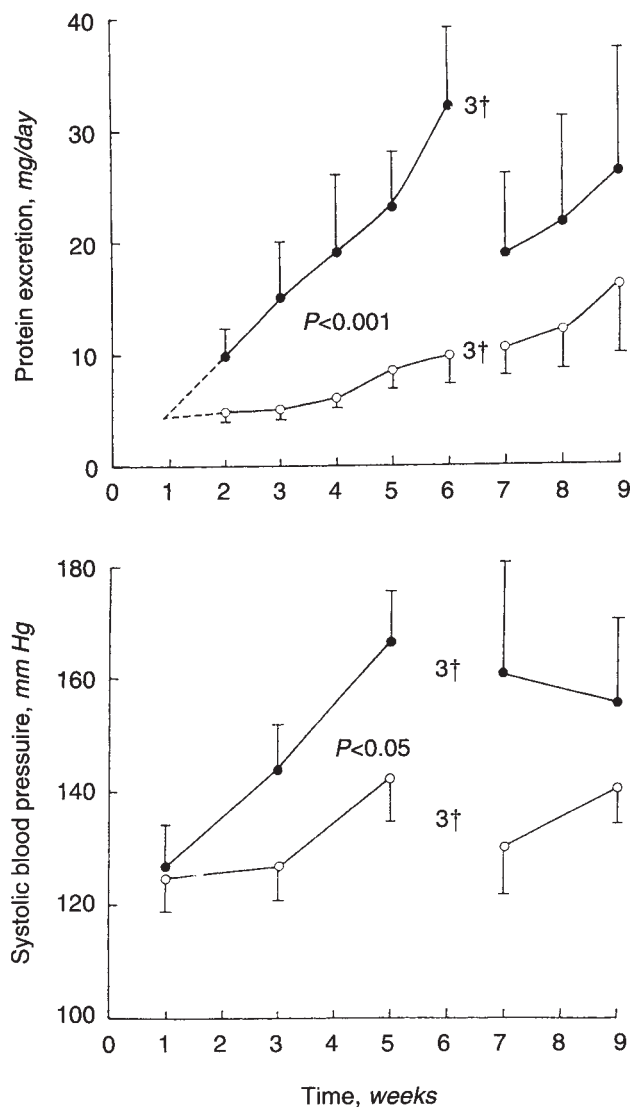 40
30
20
10
0
Protein excretion, mg/day
3†
P<0.001
3†
0 1 2 3 4 5 6 7 8 9
180
160
140
120
100
Systolic blood pressuire, mm Hg
3†
P<0.05
3†
0 1 2 3 4 5 6 7 8 9
Time, weeks